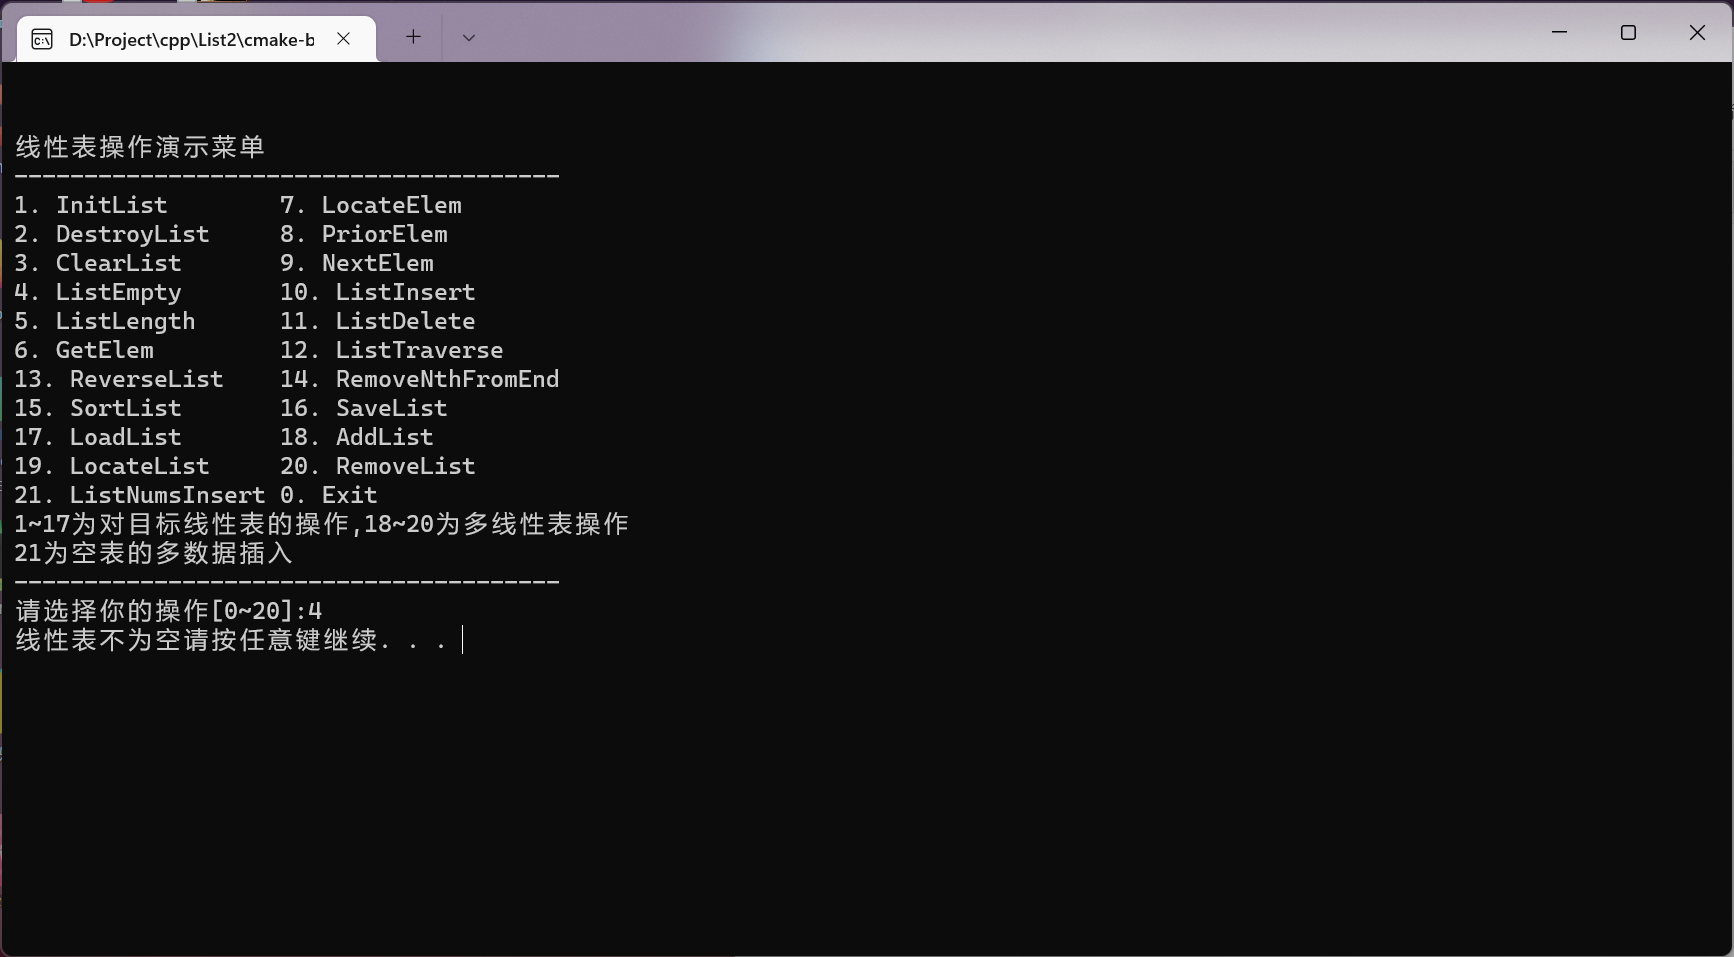 D:\Project\cpp\List2\cmake-b
线性表操作演示菜单
---------------------------------------
1. InitList        7. LocateElem
2. DestroyList     8. PriorElem
3. ClearList       9. NextElem
4. ListEmpty       10. ListInsert
5. ListLength      11. ListDelete
6. GetElem         12. ListTraverse
13. ReverseList    14. RemoveNthFromEnd
15. SortList       16. SaveList
17. LoadList       18. AddList
19. LocateList     20. RemoveList
21. ListNumsInsert 0. Exit
1~17为对目标线性表的操作,18~20为多线性表操作
21为空表的多数据插入
---------------------------------------
请选择你的操作[0~20]:4
线性表不为空请按任意键继续. . .